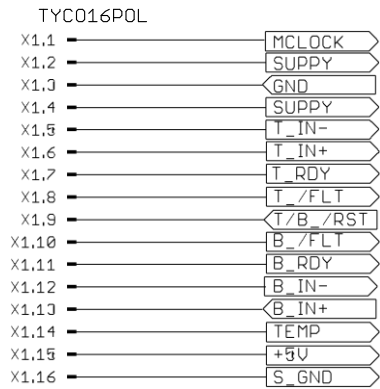 TYCO16POL
X1,1 MCLOCK
X1,2 SUPPY
X1,3 GND
X1,4 SUPPY
X1,5 T_IN-
X1,6 T_IN+
X1,7 T_RDY
X1,8 T_/FLT
X1,9 T/B_/RST
X1,10 B_/FLT
X1,11 B_RDY
X1,12 B_IN-
X1,13 B_IN+
X1,14 TEMP
X1,15 +5V
X1,16 S_GND